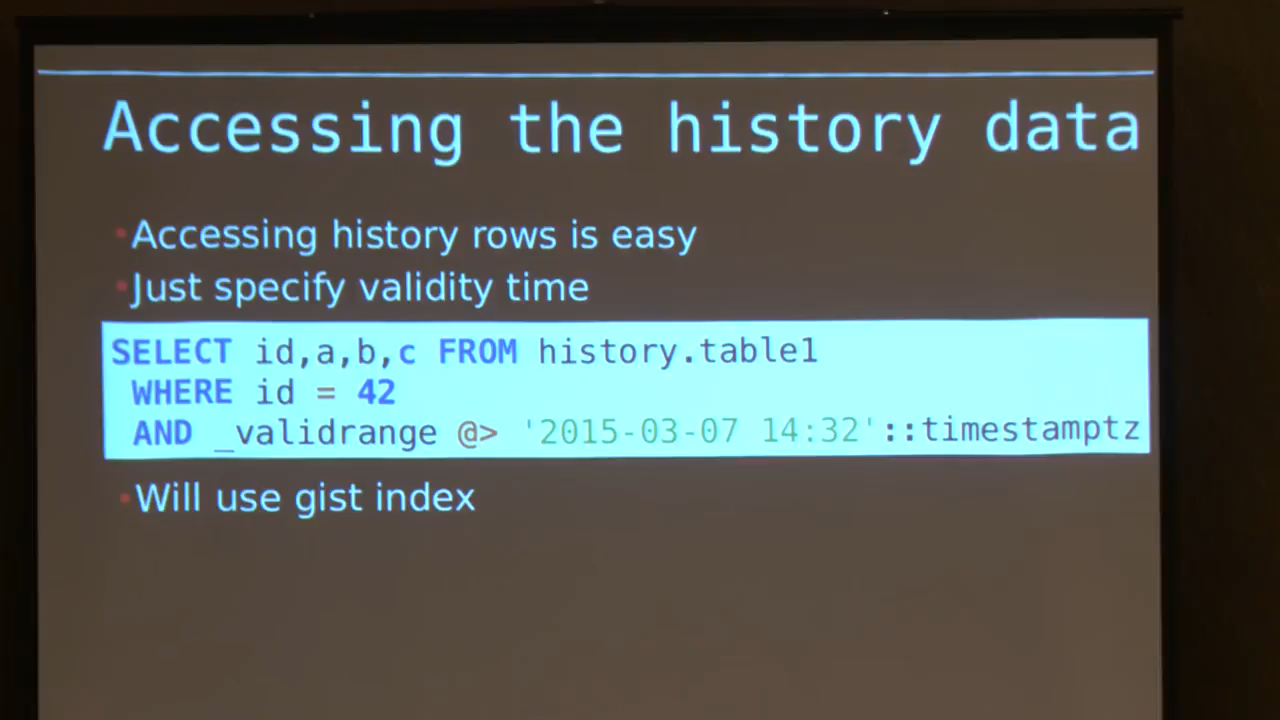 Accessing the history data
•Accessing history rows is easy
•Just specify validity time
SELECT id,a,b,c FROM history.table1
WHERE id = 42
AND _validrange @> '2015-03-07 14:32'::timestamptz
•Will use gist index